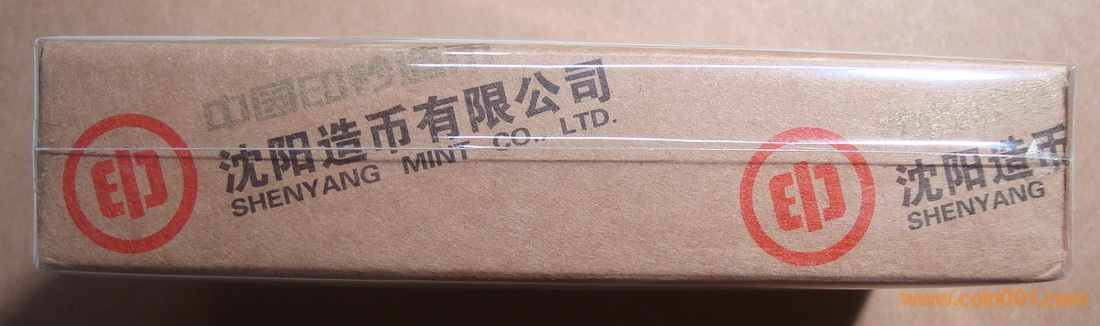 中国印钞造币
沈阳造币有限公司
SHENYANG MINT CO., LTD.
沈阳造币
SHENYANG
www.coin001.com